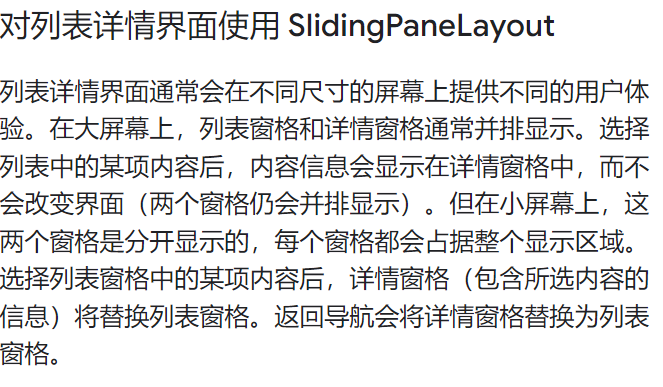 对列表详情界面使用 SlidingPaneLayout
列表详情界面通常会在不同尺寸的屏幕上提供不同的用户体
验。在大屏幕上，列表窗格和详情窗格通常并排显示。选择
列表中的某项内容后，内容信息会显示在详情窗格中，而不
会改变界面（两个窗格仍会并排显示）。但在小屏幕上，这
两个窗格是分开显示的，每个窗格都会占据整个显示区域。
选择列表窗格中的某项内容后，详情窗格（包含所选内容的
信息）将替换列表窗格。返回导航会将详情窗格替换为列表
窗格。